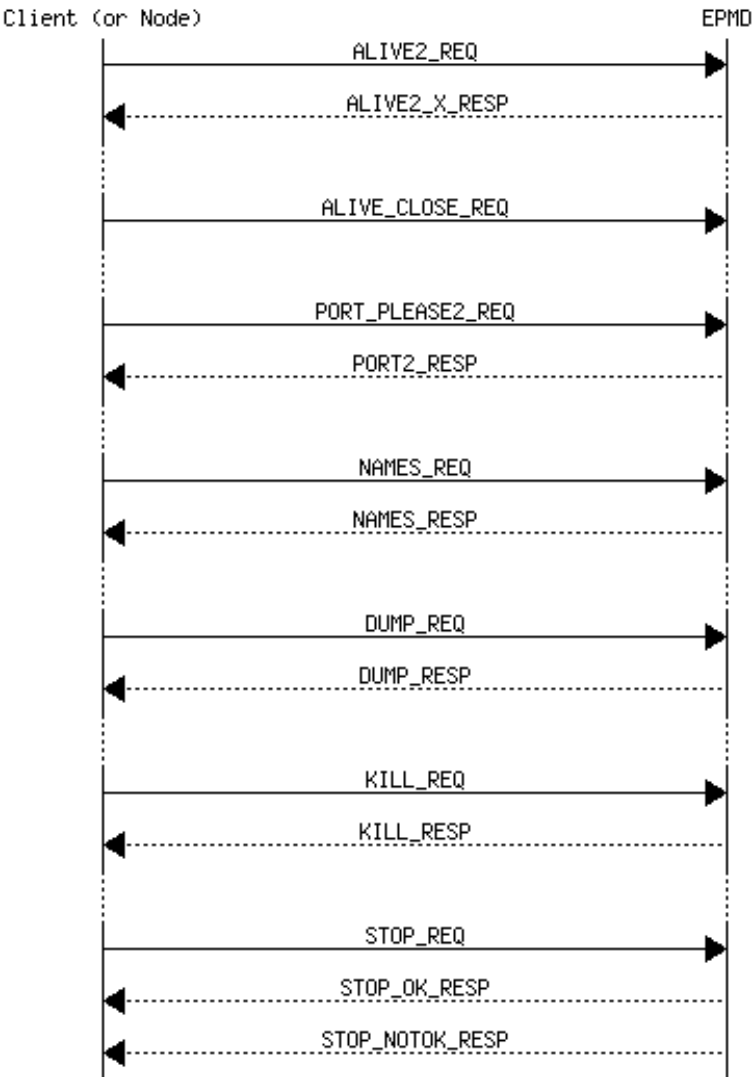 Client (or Node) EPMD
ALIVE2_REQ
ALIVE2_X_RESP
ALIVE_CLOSE_REQ
PORT_PLEASE2_REQ
PORT2_RESP
NAMES_REQ
NAMES_RESP
DUMP_REQ
DUMP_RESP
KILL_REQ
KILL_RESP
STOP_REQ
STOP_OK_RESP
STOP_NOTOK_RESP